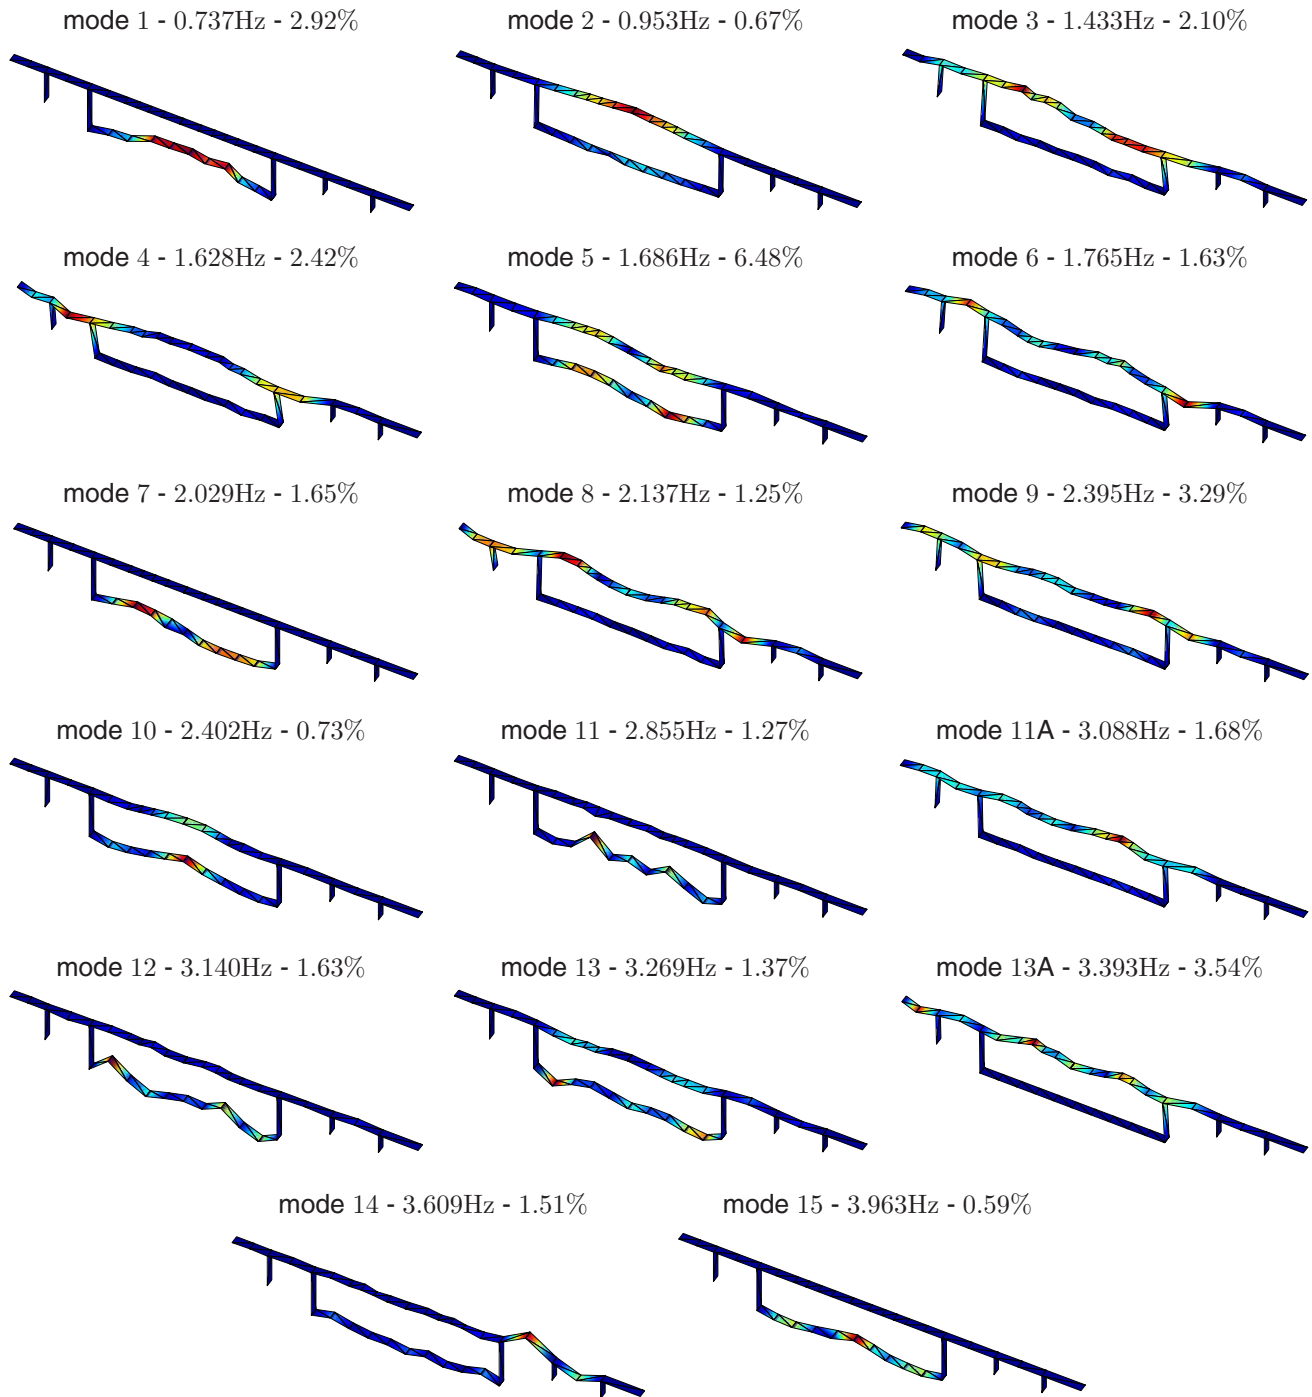 mode 1 - 0.737Hz - 2.92%
mode 2 - 0.953Hz - 0.67%
mode 3 - 1.433Hz - 2.10%
mode 4 - 1.628Hz - 2.42%
mode 5 - 1.686Hz - 6.48%
mode 6 - 1.765Hz - 1.63%
mode 7 - 2.029Hz - 1.65%
mode 8 - 2.137Hz - 1.25%
mode 9 - 2.395Hz - 3.29%
mode 10 - 2.402Hz - 0.73%
mode 11 - 2.855Hz - 1.27%
mode 11A - 3.088Hz - 1.68%
mode 12 - 3.140Hz - 1.63%
mode 13 - 3.269Hz - 1.37%
mode 13A - 3.393Hz - 3.54%
mode 14 - 3.609Hz - 1.51%
mode 15 - 3.963Hz - 0.59%